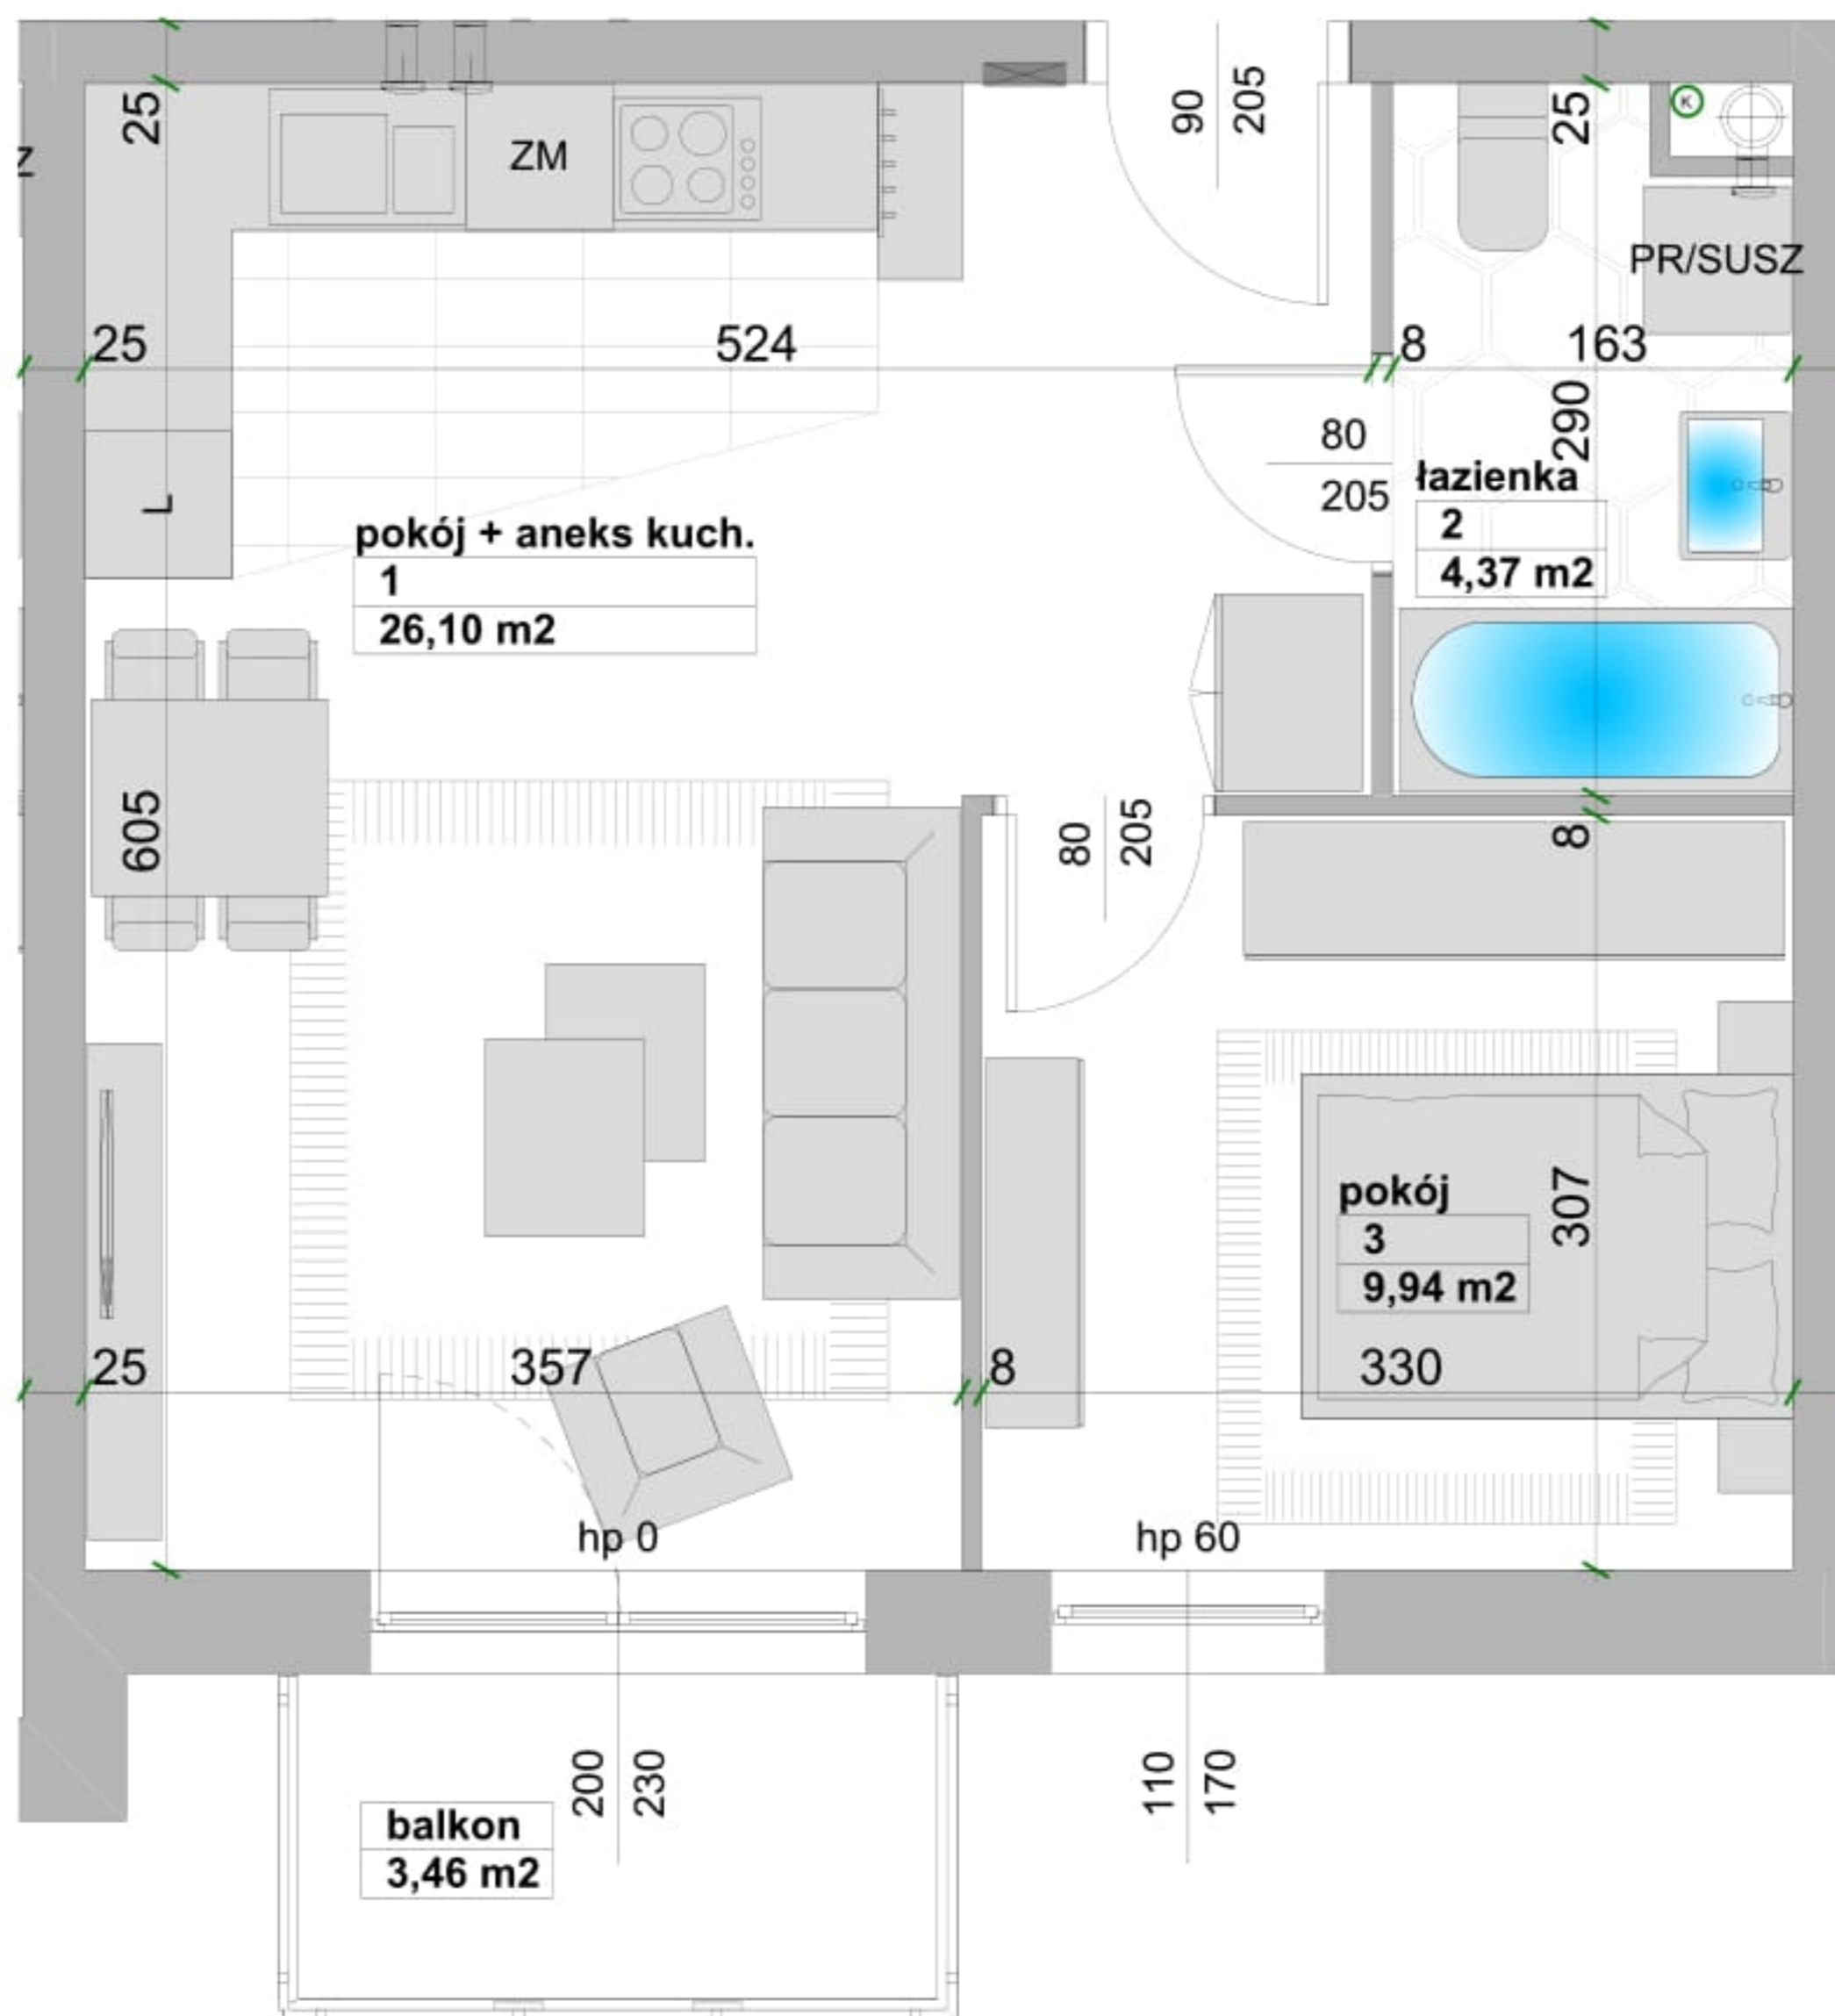 25
90
205
25
K
Z
ZM
PR/SUSZ
25
524
8
163
290
80
205
łazienka
2
4,37 m2
L
pokój + aneks kuch.
1
26,10 m2
605
80
205
8
pokój
3
9,94 m2
307
25
357
8
330
hp 0
hp 60
200
230
110
170
balkon
3,46 m2